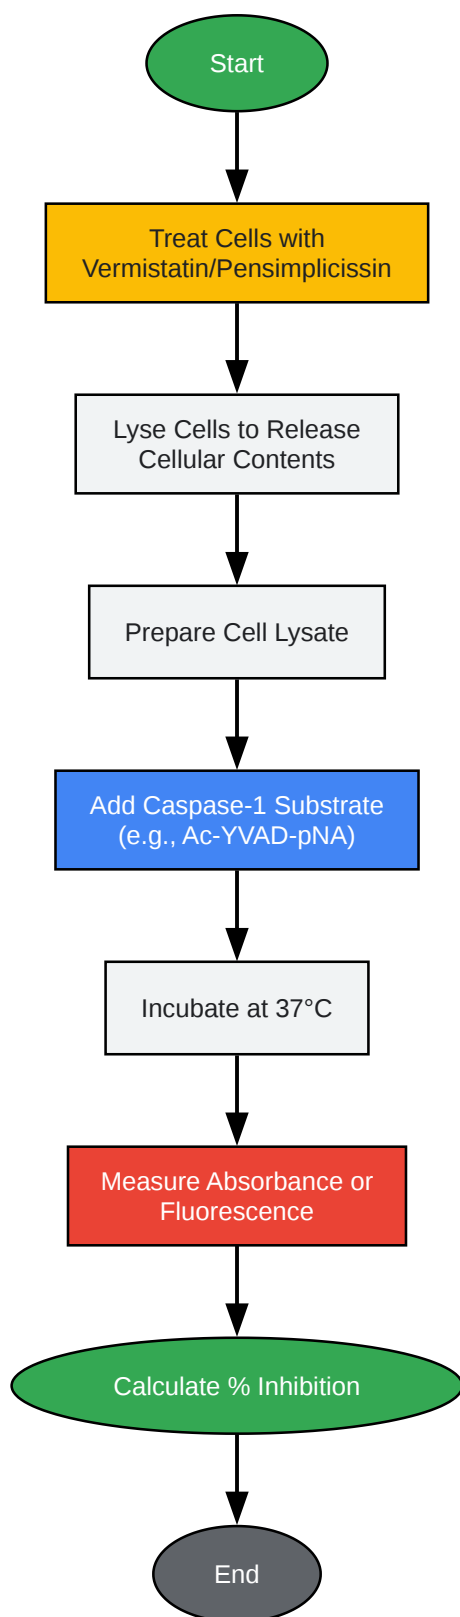 Start
Treat Cells with
Vermistatin/Pensimplicissin
Lyse Cells to Release
Cellular Contents
Prepare Cell Lysate
Add Caspase-1 Substrate
(e.g., Ac-YVAD-pNA)
Incubate at 37°C
Measure Absorbance or
Fluorescence
Calculate % Inhibition
End